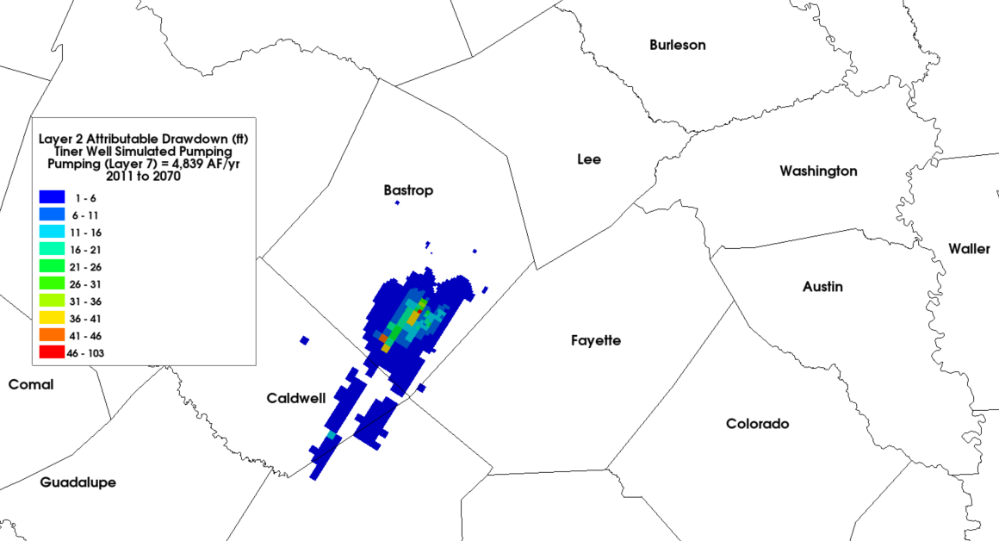 Burleson
Layer 2 Attributable Drawdown (ft)
Tiner Well Simulated Pumping
Pumping (Layer 7) = 4,839 AF/yr
2011 to 2070
1 - 6
6 - 11
11 - 16
16 - 21
21 - 26
26 - 31
31 - 36
36 - 41
41 - 46
46 - 103
Lee
Washington
Bastrop
Waller
Austin
Fayette
Comal
Caldwell
Colorado
Guadalupe